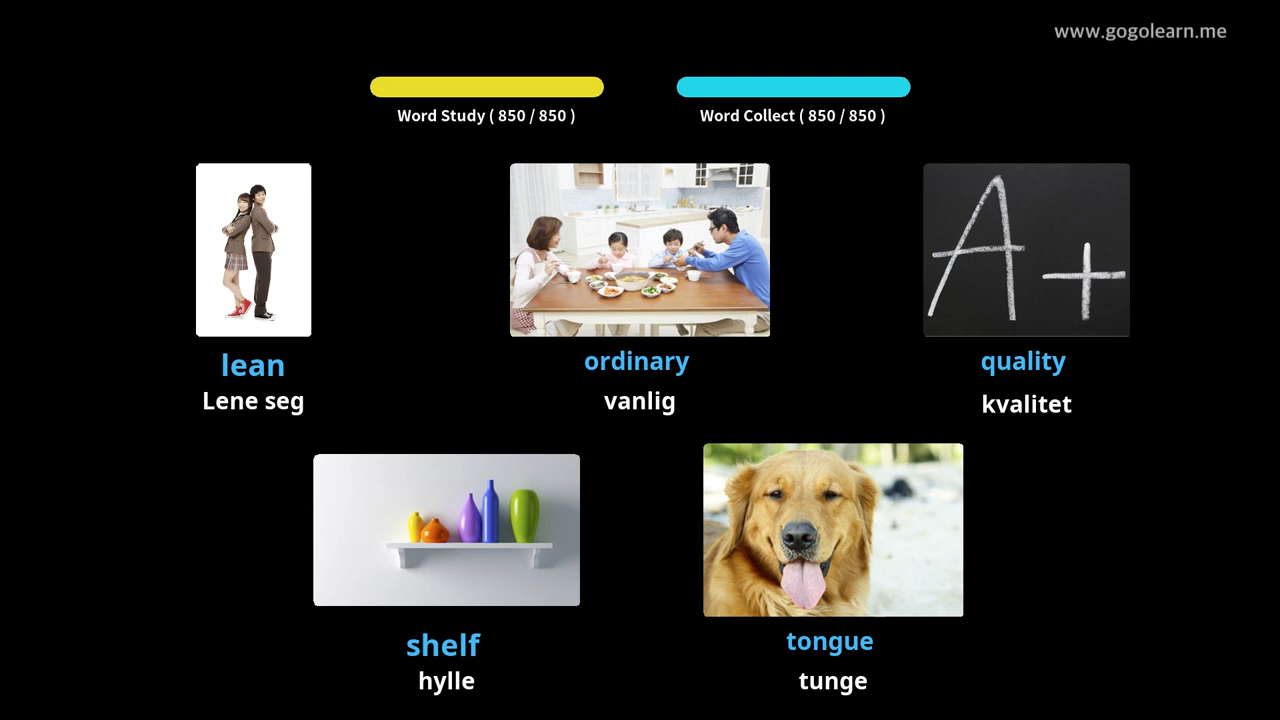 www.gogolearn.me
Word Study ( 850 / 850 )
Word Collect ( 850 / 850 )
A+
lean
Lene seg
ordinary
vanlig
quality
kvalitet
shelf
hylle
tongue
tunge